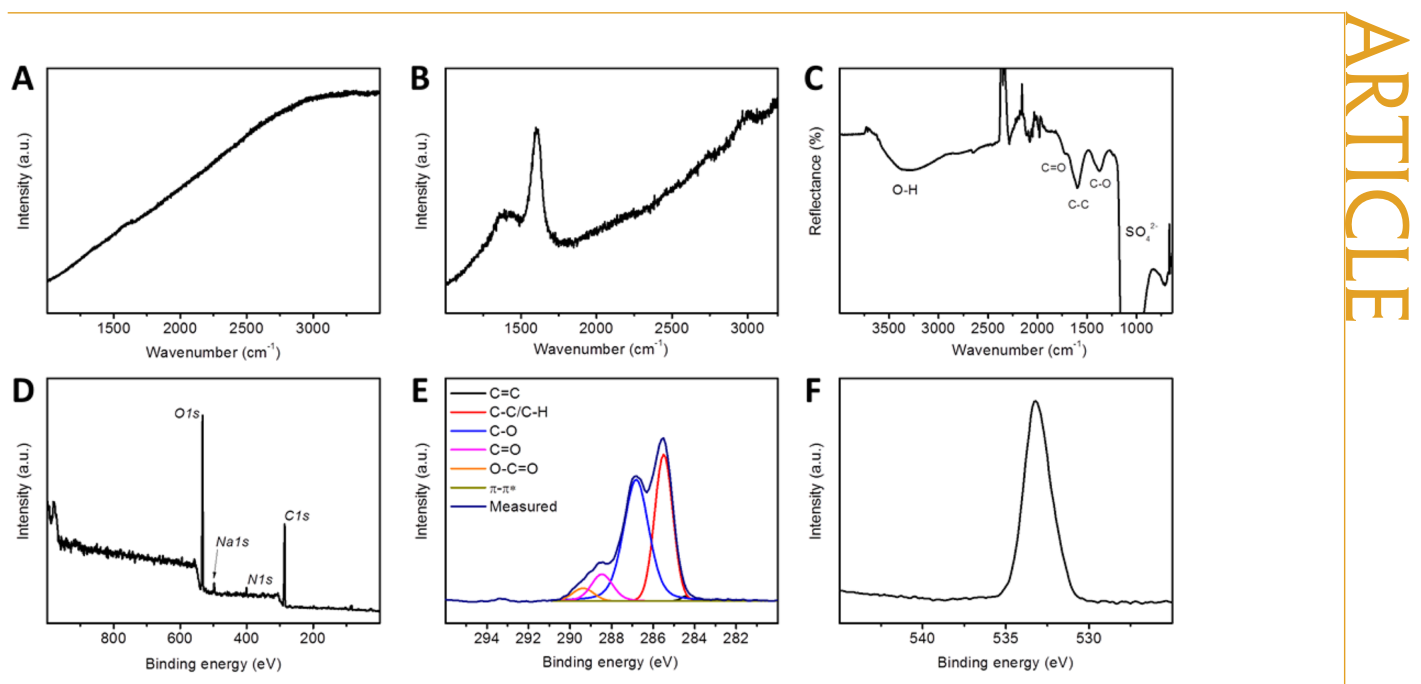 ARTICLE
A
Intensity (a.u.)
1500 2000 2500 3000
Wavenumber (cm⁻¹)
B
Intensity (a.u.)
1500 2000 2500 3000
Wavenumber (cm⁻¹)
C
Reflectance (%)
O-H
C=O
C-C
C-O
SO₄²⁻
3500 3000 2500 2000 1500 1000
Wavenumber (cm⁻¹)
D
Intensity (a.u.)
O1s
Na1s
N1s
C1s
800 600 400 200
Binding energy (eV)
E
Intensity (a.u.)
C=C
C-C/C-H
C-O
C=O
O-C=O
π-π*
Measured
294 292 290 288 286 284 282
Binding energy (eV)
F
Intensity (a.u.)
540 535 530
Binding energy (eV)